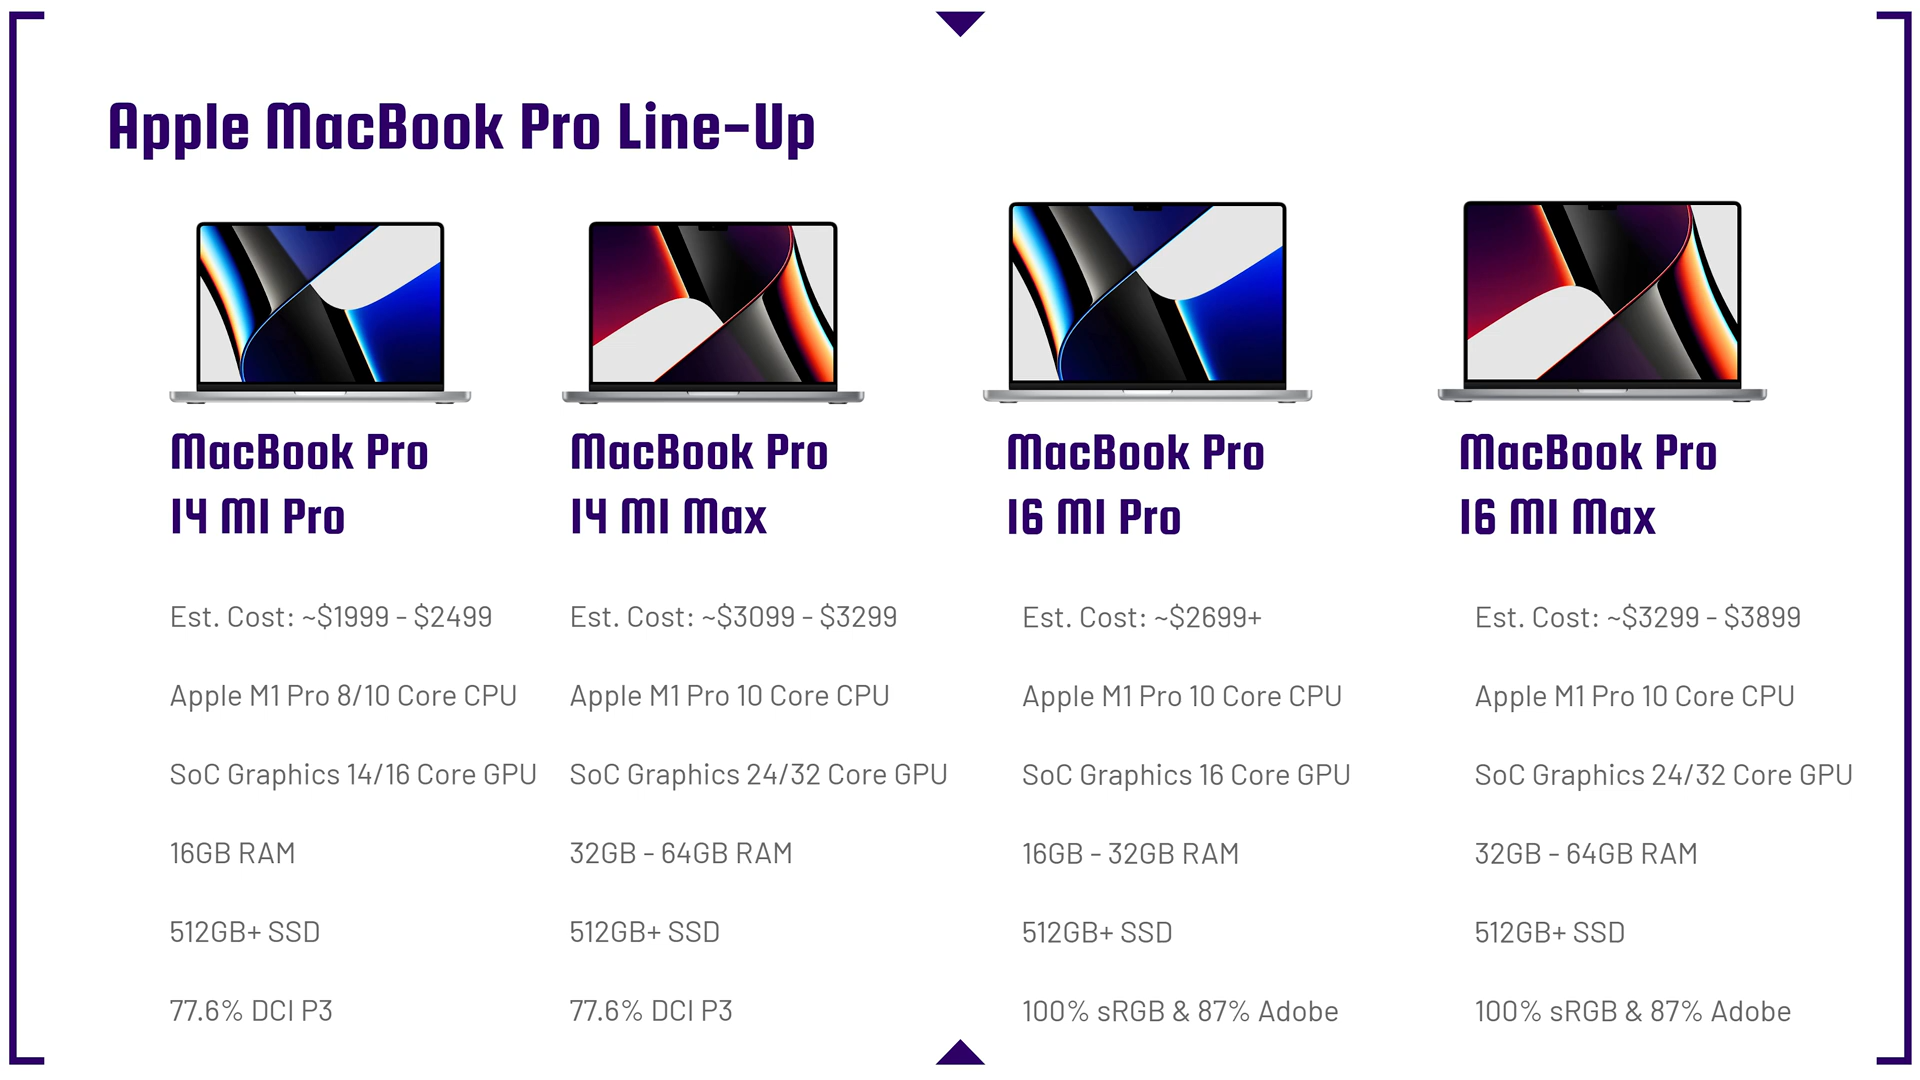 Apple MacBook Pro Line-Up
MacBook Pro
14 M1 Pro
Est. Cost: ~$1999 - $2499
Apple M1 Pro 8/10 Core CPU
SoC Graphics 14/16 Core GPU
16GB RAM
512GB+ SSD
77.6% DCI P3
MacBook Pro
14 M1 Max
Est. Cost: ~$3099 - $3299
Apple M1 Pro 10 Core CPU
SoC Graphics 24/32 Core GPU
32GB - 64GB RAM
512GB+ SSD
77.6% DCI P3
MacBook Pro
16 M1 Pro
Est. Cost: ~$2699+
Apple M1 Pro 10 Core CPU
SoC Graphics 16 Core GPU
16GB - 32GB RAM
512GB+ SSD
100% sRGB & 87% Adobe
MacBook Pro
16 M1 Max
Est. Cost: ~$3299 - $3899
Apple M1 Pro 10 Core CPU
SoC Graphics 24/32 Core GPU
32GB - 64GB RAM
512GB+ SSD
100% sRGB & 87% Adobe